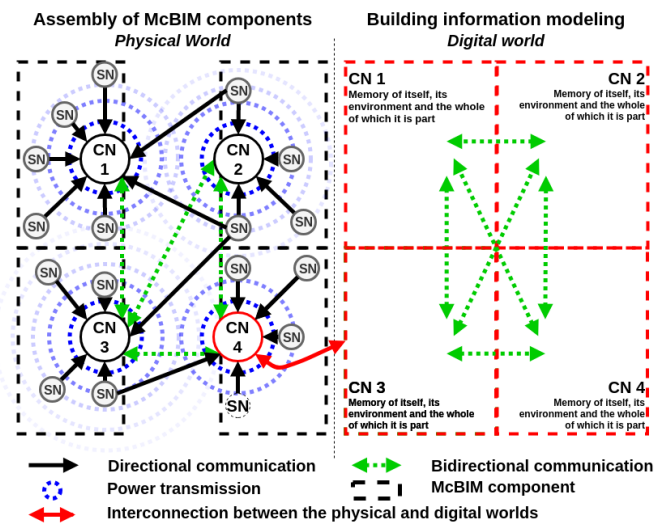 Assembly of McBIM components
Physical World
Building information modeling
Digital world
SN
SN
SN
SN
SN
CN
1
SN
SN
SN
SN
CN
2
SN
SN
SN
SN
CN
3
SN
SN
SN
CN
4
SN
CN 1
Memory of itself, its
environment and the whole
of which it is part
CN 2
Memory of itself, its
environment and the whole
of which it is part
CN 3
Memory of itself, its
environment and the whole
of which it is part
CN 4
Memory of itself, its
environment and the whole
of which it is part
Directional communication
Bidirectional communication
Power transmission
McBIM component
Interconnection between the physical and digital worlds